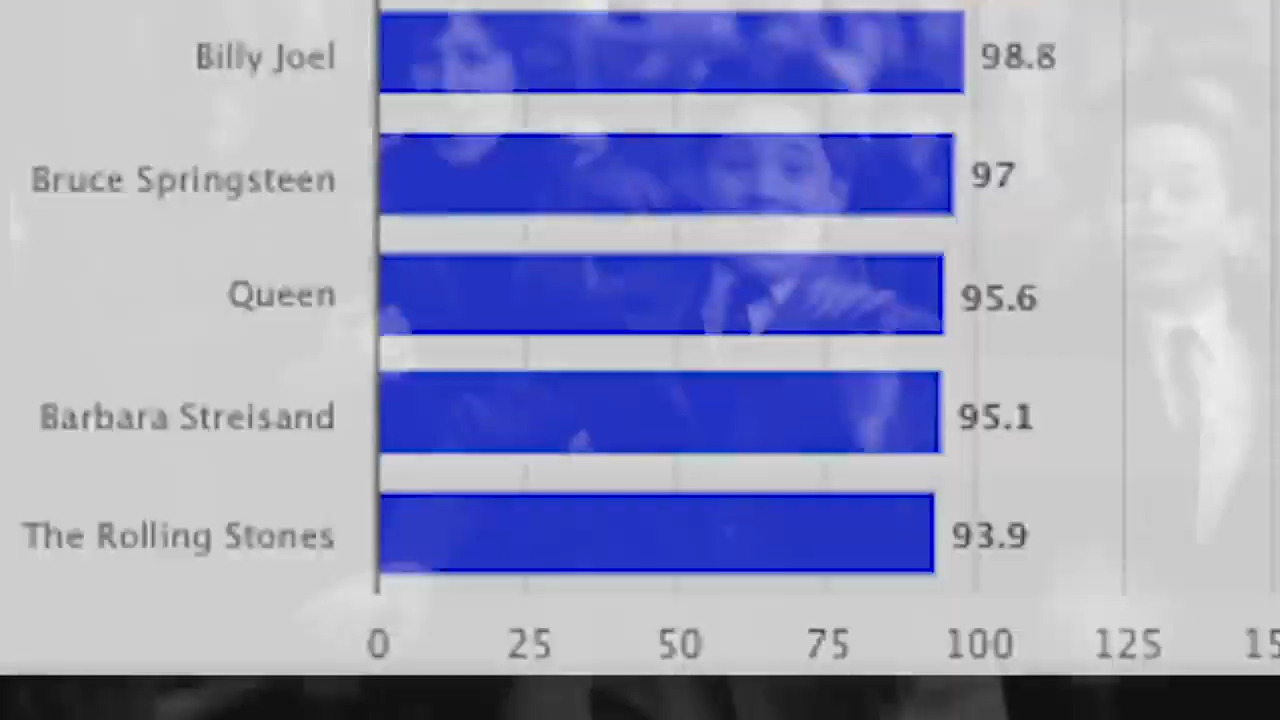 Billy Joel 98.8
Bruce Springsteen 97
Queen 95.6
Barbara Streisand 95.1
The Rolling Stones 93.9
0 25 50 75 100 125 15